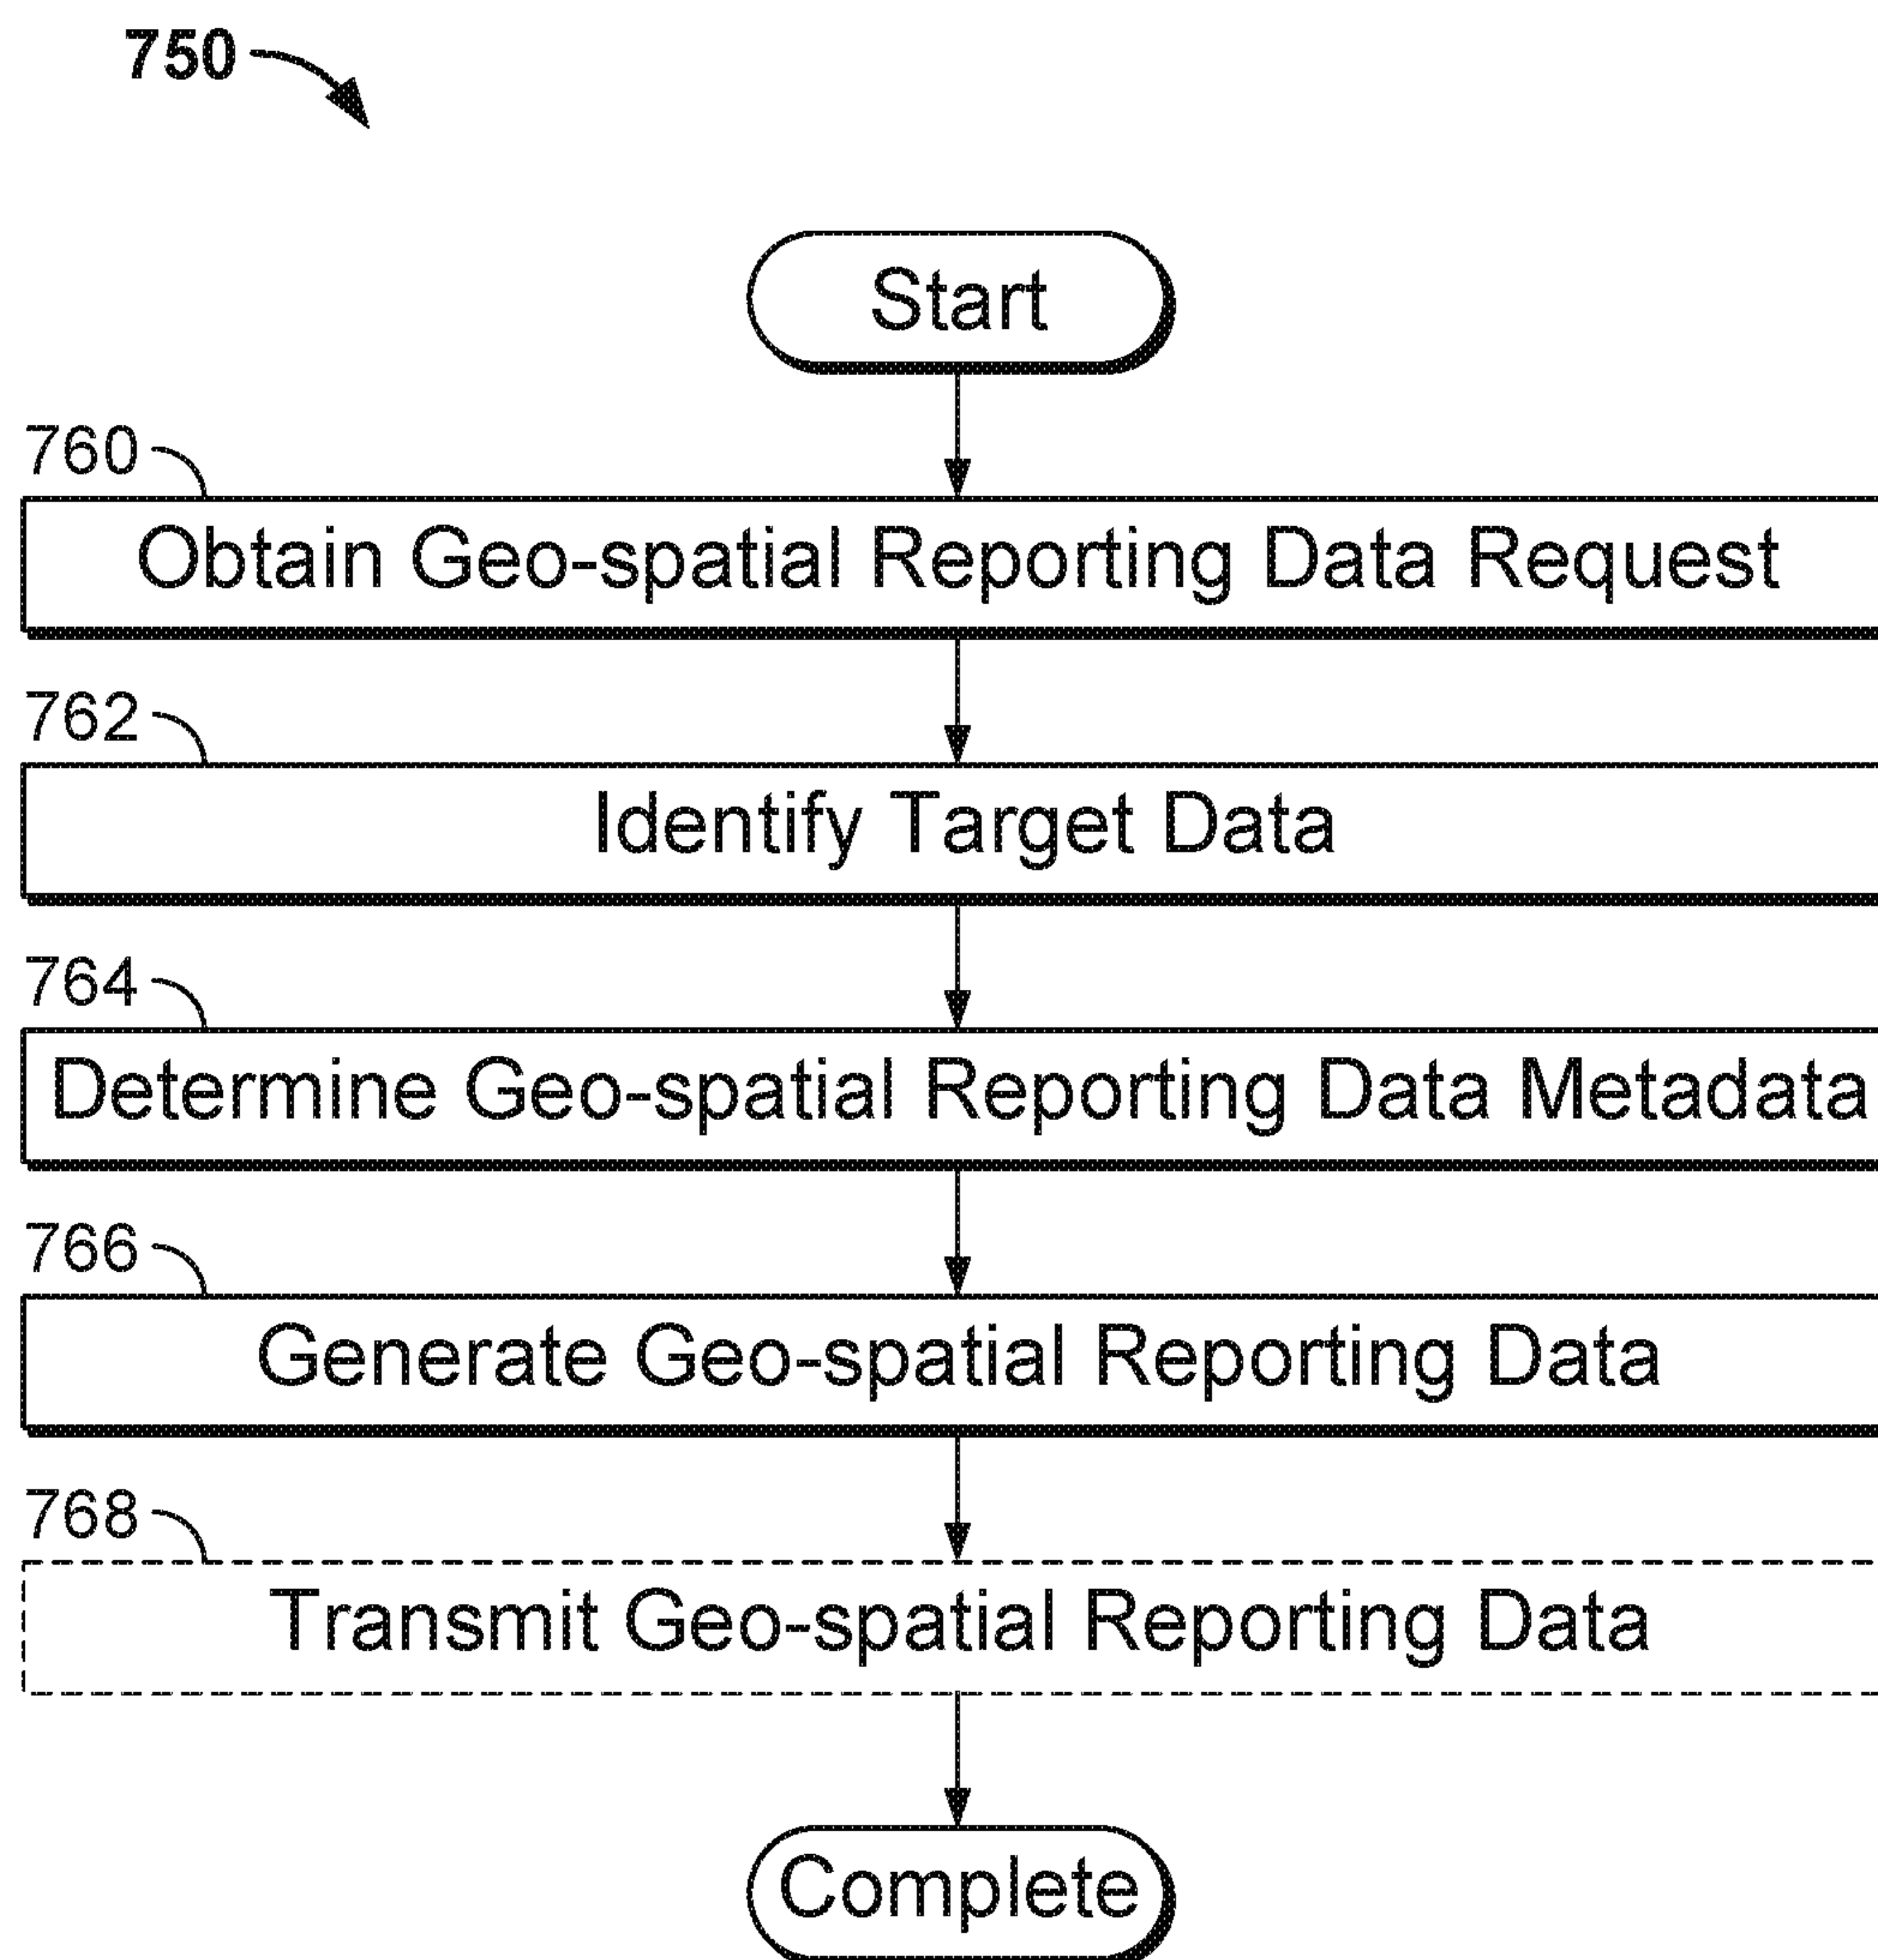 750
Start
760
Obtain Geo-spatial Reporting Data Request
762
Identify Target Data
764
Determine Geo-spatial Reporting Data Metadata
766
Generate Geo-spatial Reporting Data
768
Transmit Geo-spatial Reporting Data
Complete